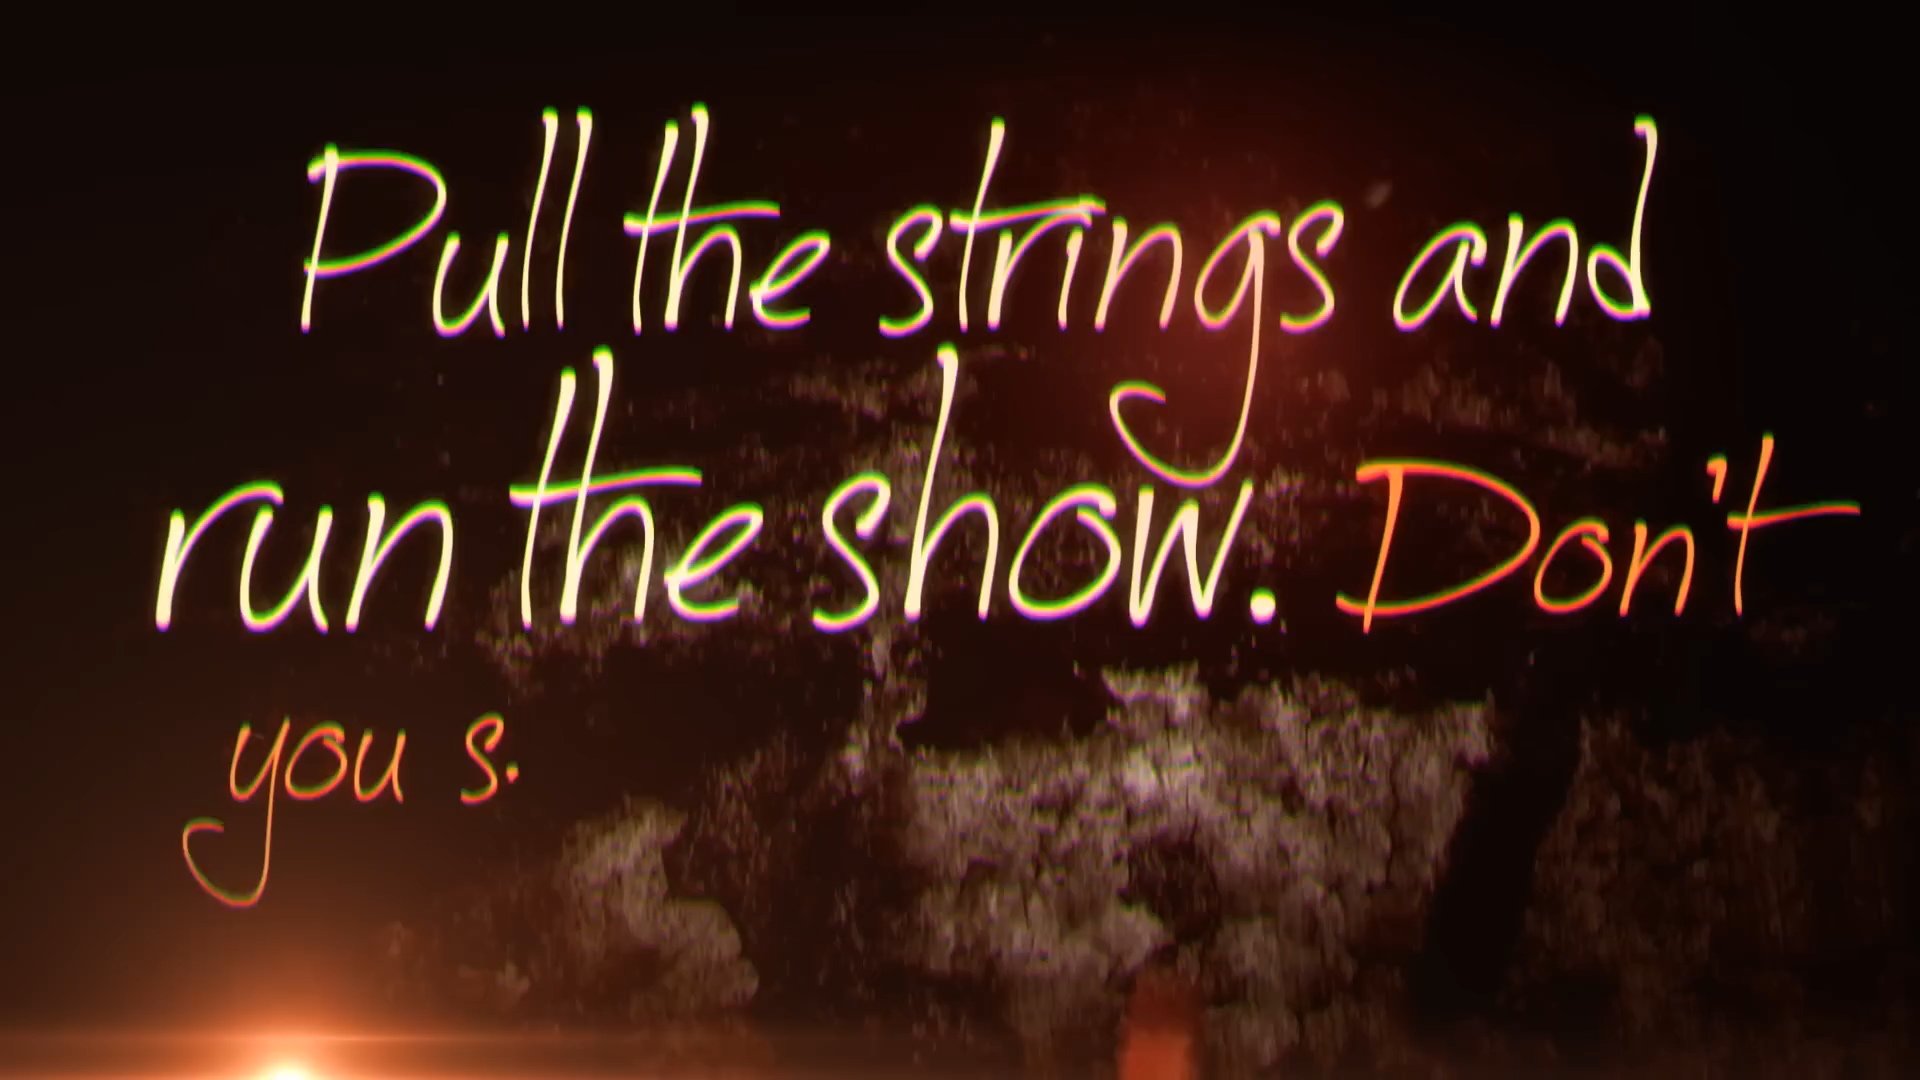 Pull the strings and
run the show. Don't
you s.